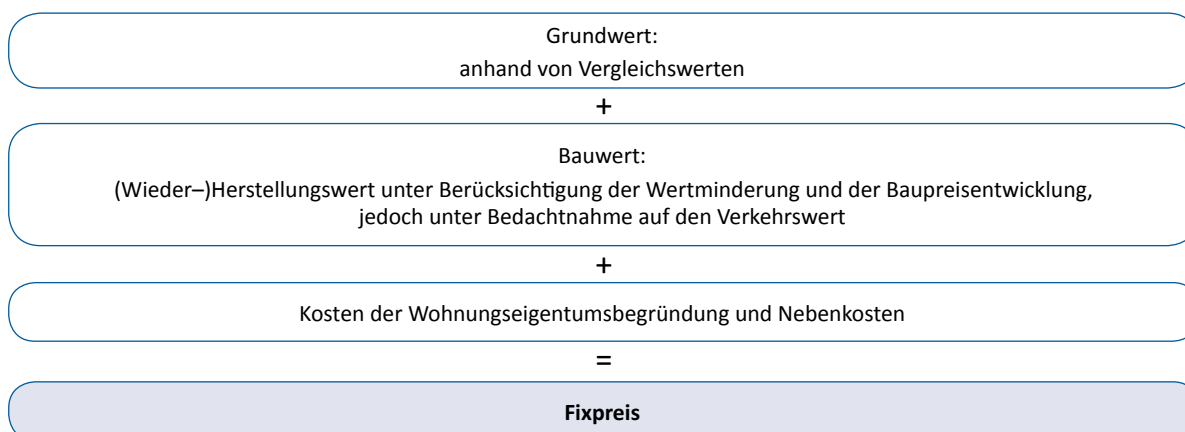 Grundwert:
anhand von Vergleichswerten
+
Bauwert:
(Wieder–)Herstellungswert unter Berücksichtigung der Wertminderung und der Baupreisentwicklung,
jedoch unter Bedachtnahme auf den Verkehrswert
+
Kosten der Wohnungseigentumsbegründung und Nebenkosten
=
Fixpreis